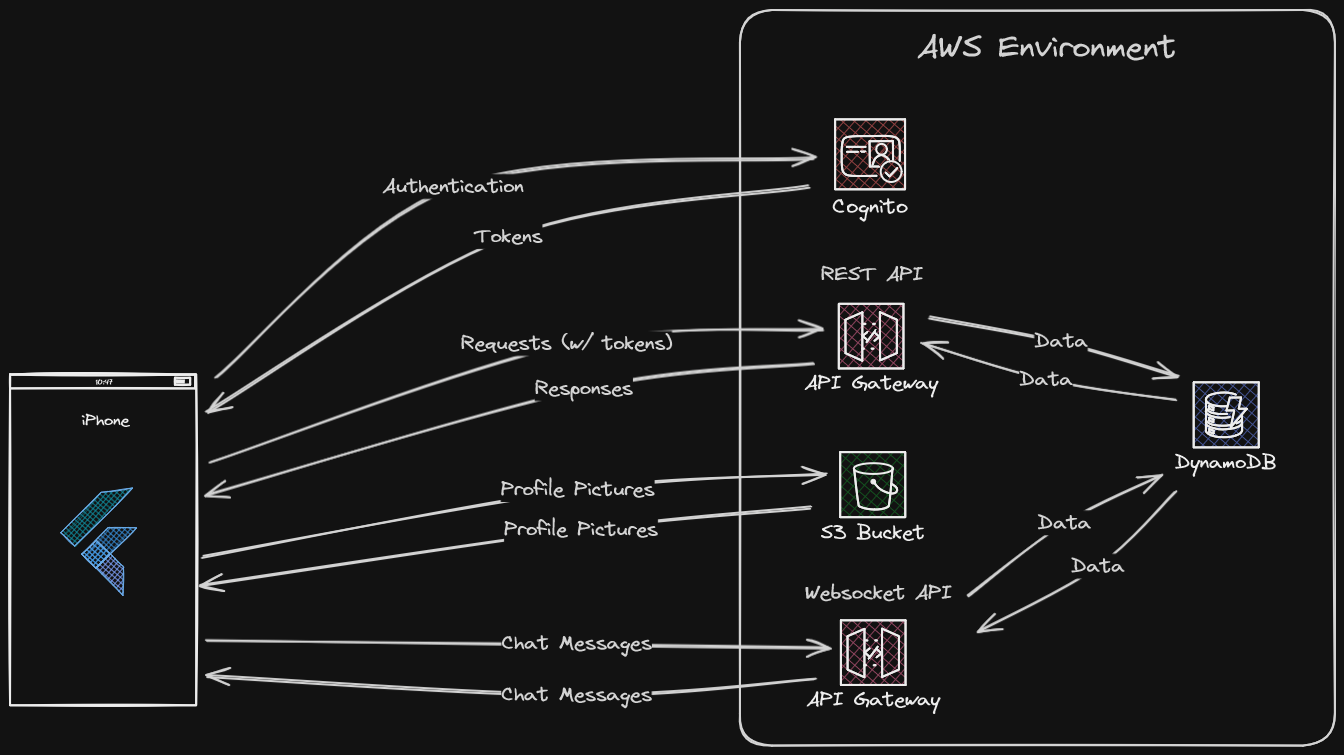 AWS Environment
Authentication
Cognito
Tokens
REST API
Requests (w/ tokens)
Data
Responses
API Gateway
Data
10:47
iPhone
DynamoDB
Profile Pictures
Profile Pictures
S3 Bucket
Data
Data
Websocket API
Chat Messages
Chat Messages
API Gateway